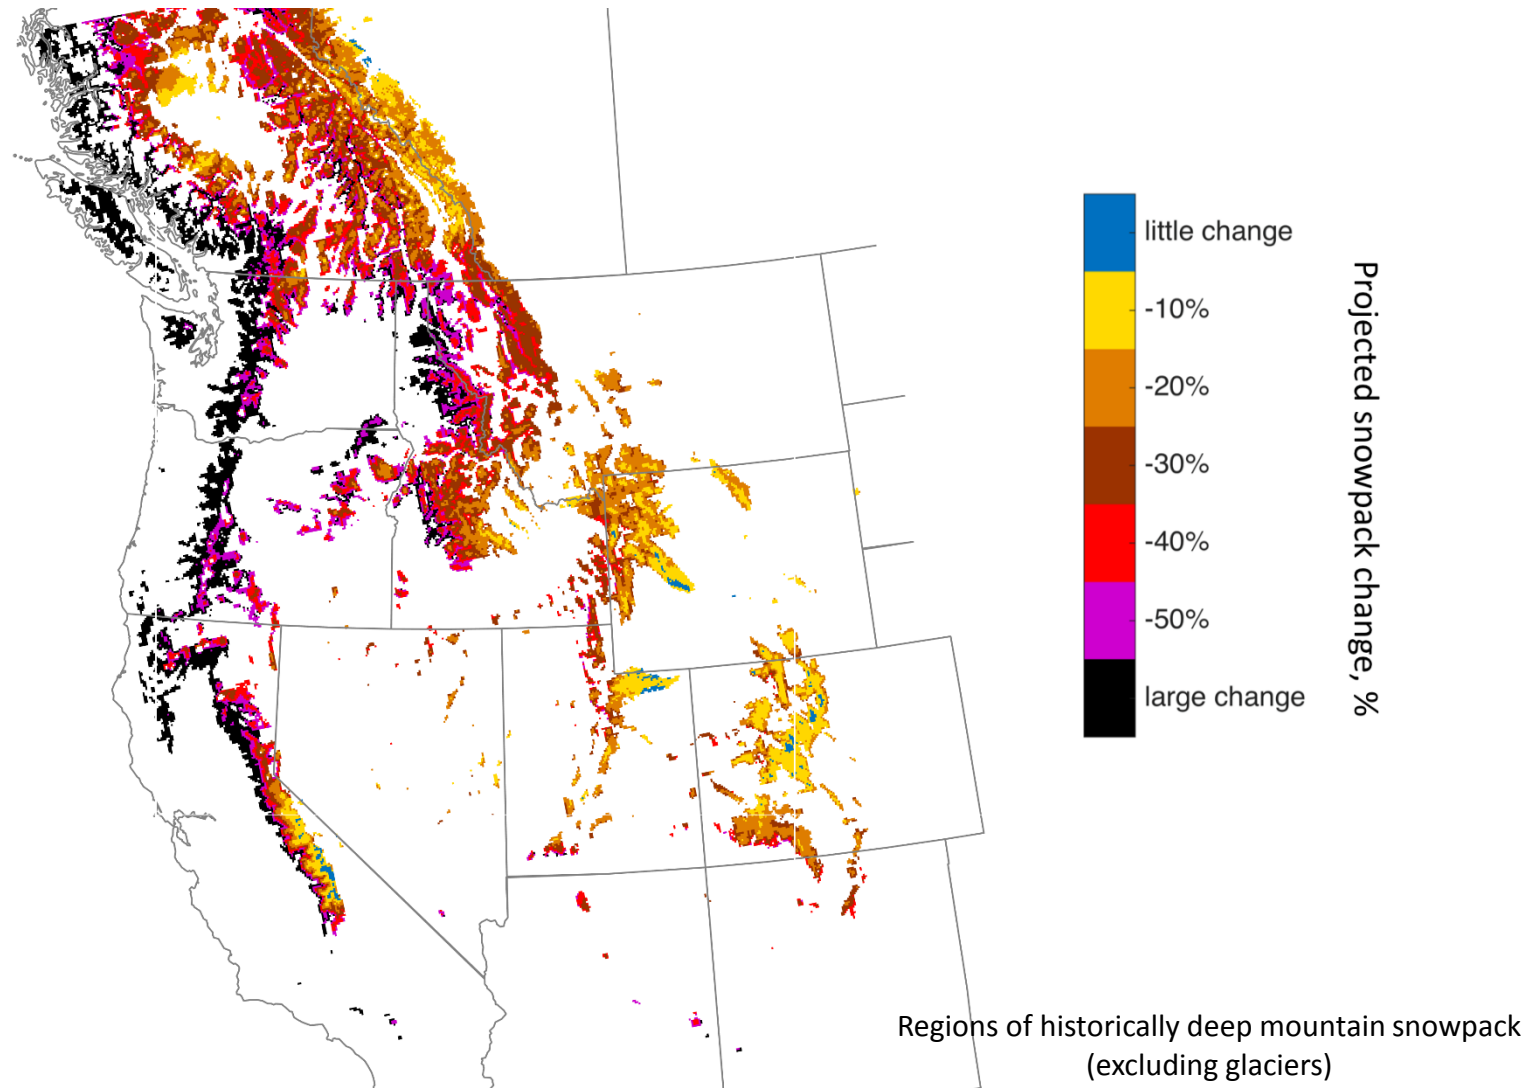 little change
-10%
-20%
-30%
-40%
-50%
large change
Projected snowpack change, %
Regions of historically deep mountain snowpack
(excluding glaciers)